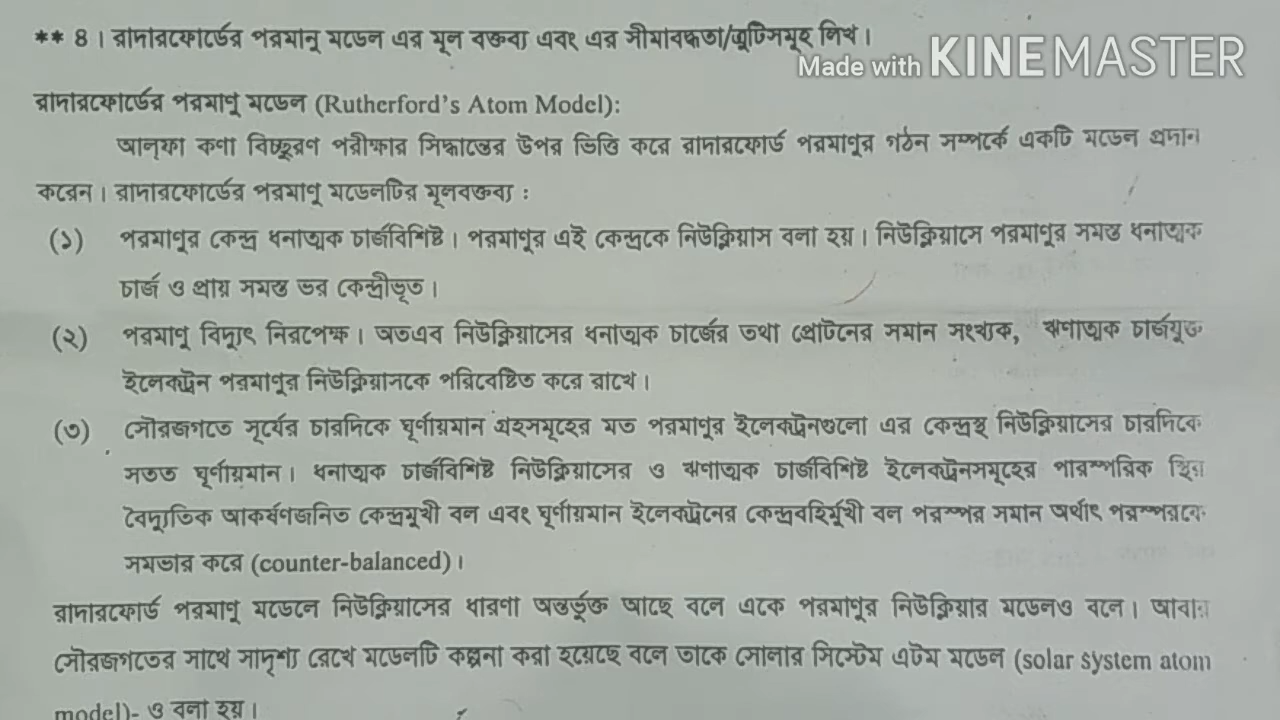 ** ৪। রাদারফোর্ডের পরমানু মডেল এর মূল বক্তব্য এবং এর সীমাবদ্ধতা/ত্রুটিসমূহ লিখ।
Made with KINEMASTER
রাদারফোর্ডের পরমাণু মডেল (Rutherford's Atom Model):
আল্‌ফা কণা বিচ্ছুরণ পরীক্ষার সিদ্ধান্তের উপর ভিত্তি করে রাদারফোর্ড পরমাণুর গঠন সম্পর্কে একটি মডেল প্রদান
করেন। রাদারফোর্ডের পরমাণু মডেলটির মূলবক্তব্য :
(১) পরমাণুর কেন্দ্র ধনাত্মক চার্জবিশিষ্ট। পরমাণুর এই কেন্দ্রকে নিউক্লিয়াস বলা হয়। নিউক্লিয়াসে পরমাণুর সমস্ত ধনাত্মক
চার্জ ও প্রায় সমস্ত ভর কেন্দ্রীভূত।
(২) পরমাণু বিদ্যুৎ নিরপেক্ষ। অতএব নিউক্লিয়াসের ধনাত্মক চার্জের তথা প্রোটনের সমান সংখ্যক, ঋণাত্মক চার্জযুক্ত
ইলেকট্রন পরমাণুর নিউক্লিয়াসকে পরিবেষ্টিত করে রাখে।
(৩) সৌরজগতে সূর্যের চারদিকে ঘূর্ণায়মান গ্রহসমূহের মত পরমাণুর ইলেকট্রনগুলো এর কেন্দ্রস্থ নিউক্লিয়াসের চারদিকে
সতত ঘূর্ণায়মান। ধনাত্মক চার্জবিশিষ্ট নিউক্লিয়াসের ও ঋণাত্মক চার্জবিশিষ্ট ইলেকট্রনসমূহের পারস্পরিক স্থির
বৈদ্যুতিক আকর্ষণজনিত কেন্দ্রমুখী বল এবং ঘূর্ণায়মান ইলেকট্রনের কেন্দ্রবহির্মুখী বল পরস্পর সমান অর্থাৎ পরস্পরকে
সমভার করে (counter-balanced)।
রাদারফোর্ড পরমাণু মডেলে নিউক্লিয়াসের ধারণা অন্তর্ভুক্ত আছে বলে একে পরমাণুর নিউক্লিয়ার মডেলও বলে। আবার
সৌরজগতের সাথে সাদৃশ্য রেখে মডেলটি কল্পনা করা হয়েছে বলে তাকে সোলার সিস্টেম এটম মডেল (solar system atom
model)- ও বলা হয়।